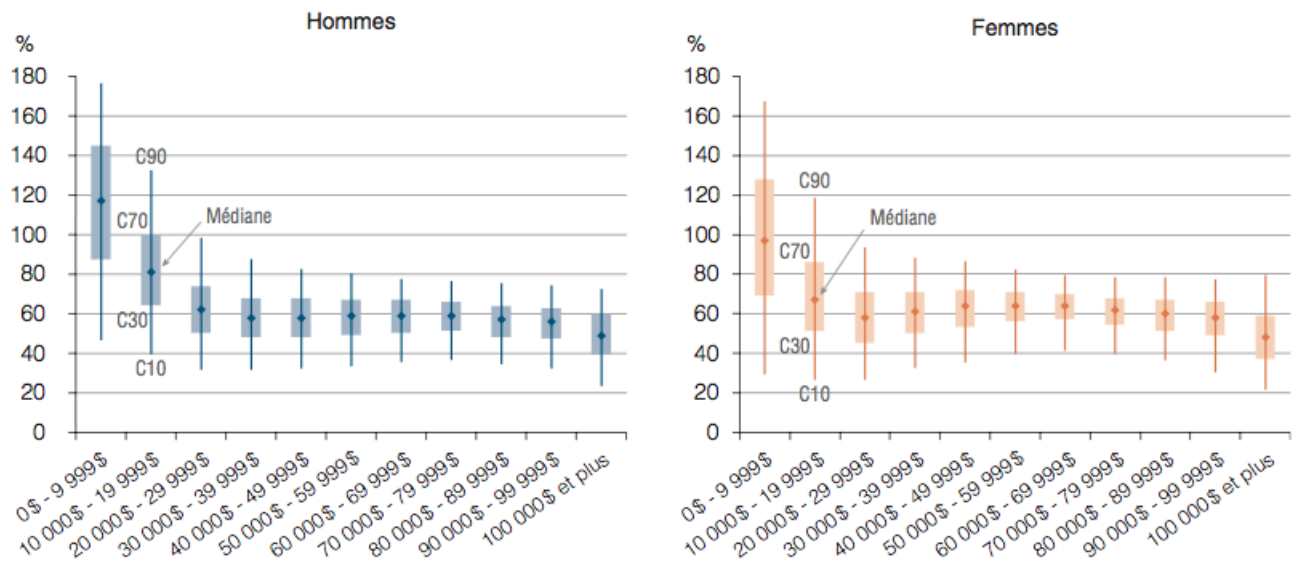 Hommes
%
180
160
140
120
100
80
60
40
20
0
C90
C70
Médiane
C30
C10
0$ - 9 999$
10 000$ - 19 999$
20 000$ - 29 999$
30 000$ - 39 999$
40 000$ - 49 999$
50 000$ - 59 999$
60 000$ - 69 999$
70 000$ - 79 999$
80 000$ - 89 999$
90 000$ - 99 999$
100 000$ et plus
Femmes
%
180
160
140
120
100
80
60
40
20
0
C90
C70
Médiane
C30
C10
0$ - 9 999$
10 000$ - 19 999$
20 000$ - 29 999$
30 000$ - 39 999$
40 000$ - 49 999$
50 000$ - 59 999$
60 000$ - 69 999$
70 000$ - 79 999$
80 000$ - 89 999$
90 000$ - 99 999$
100 000$ et plus